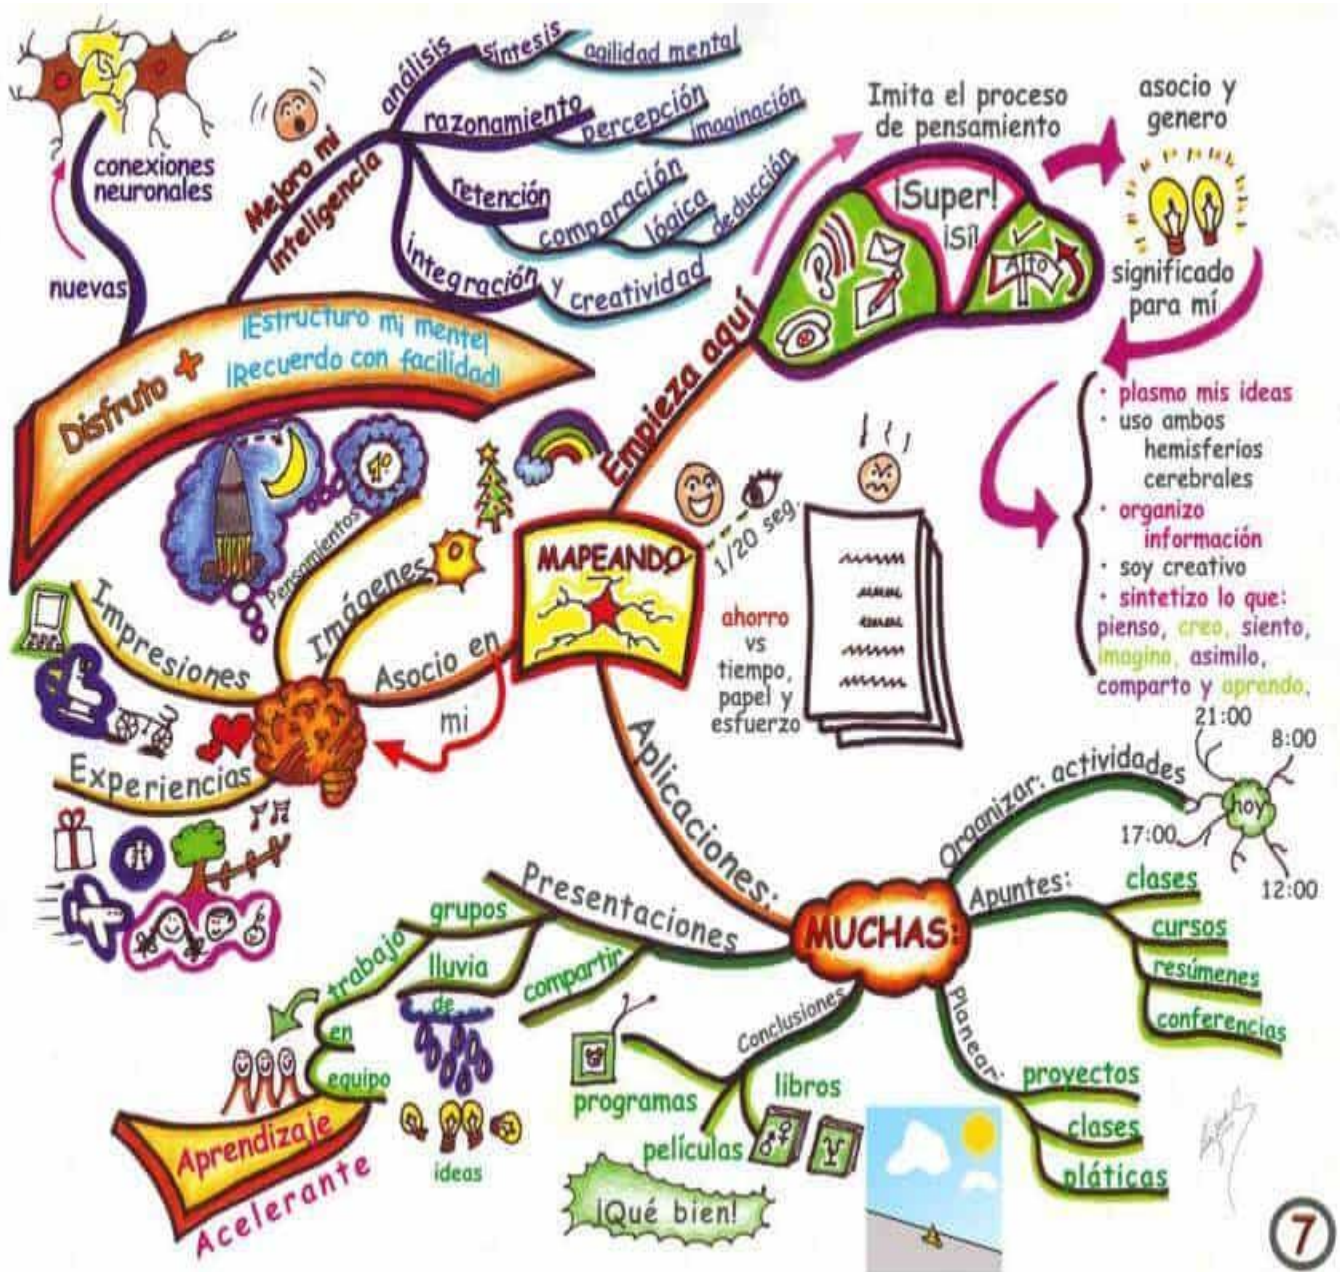 MAPEANDO
Empieza aquí
Imita el proceso
de pensamiento
¡Super!
¡Sí!
Alto
asocio y
genero
significado
para mí
· plasmo mis ideas
· uso ambos
hemisferios
cerebrales
· organizo
información
· soy creativo
· sintetizo lo que:
pienso, creo, siento,
imagino, asimilo,
comparto y aprendo.
1/20 seg.
ahorro
vs
tiempo,
papel y
esfuerzo
Aplicaciones:
MUCHAS:
Organizar: actividades
hoy
21:00
8:00
17:00
12:00
Apuntes:
clases
cursos
resúmenes
conferencias
Planear:
proyectos
clases
pláticas
Conclusiones
programas
películas
libros
¡Qué bien!
Presentaciones
compartir
grupos
lluvia
de
ideas
trabajo
en
equipo
Aprendizaje
Acelerante
Asocio en
mi
Imágenes
Pensamientos
1º
Impresiones
Experiencias
Disfruto +
¡Estructuro mi mente!
¡Recuerdo con facilidad!
nuevas
conexiones
neuronales
Mejoro mi
inteligencia
análisis
síntesis
agilidad mental
razonamiento
percepción
imaginación
retención
comparación
lógica
deducción
integración y
creatividad
7